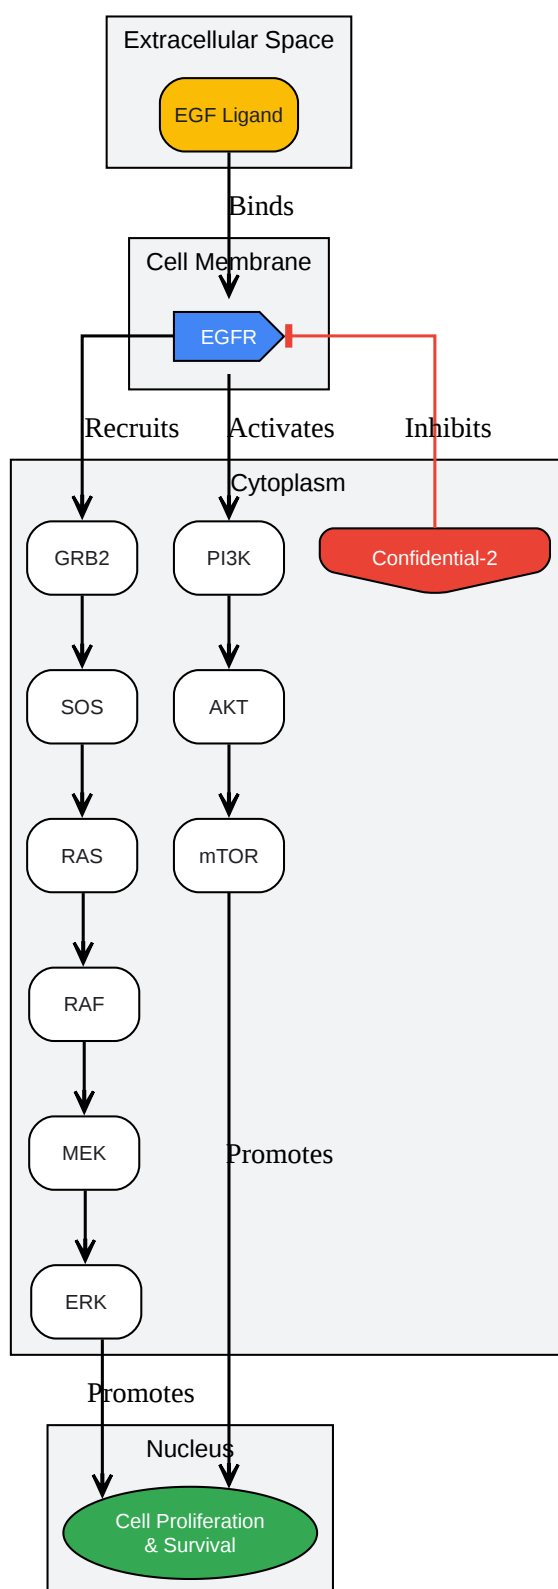 Extracellular Space
EGF Ligand
Binds
Cell Membrane
EGFR
Recruits
Activates
Inhibits
Cytoplasm
GRB2
PI3K
Confidential-2
SOS
AKT
RAS
mTOR
RAF
MEK
Promotes
ERK
Promotes
Nucleus
Cell Proliferation
& Survival